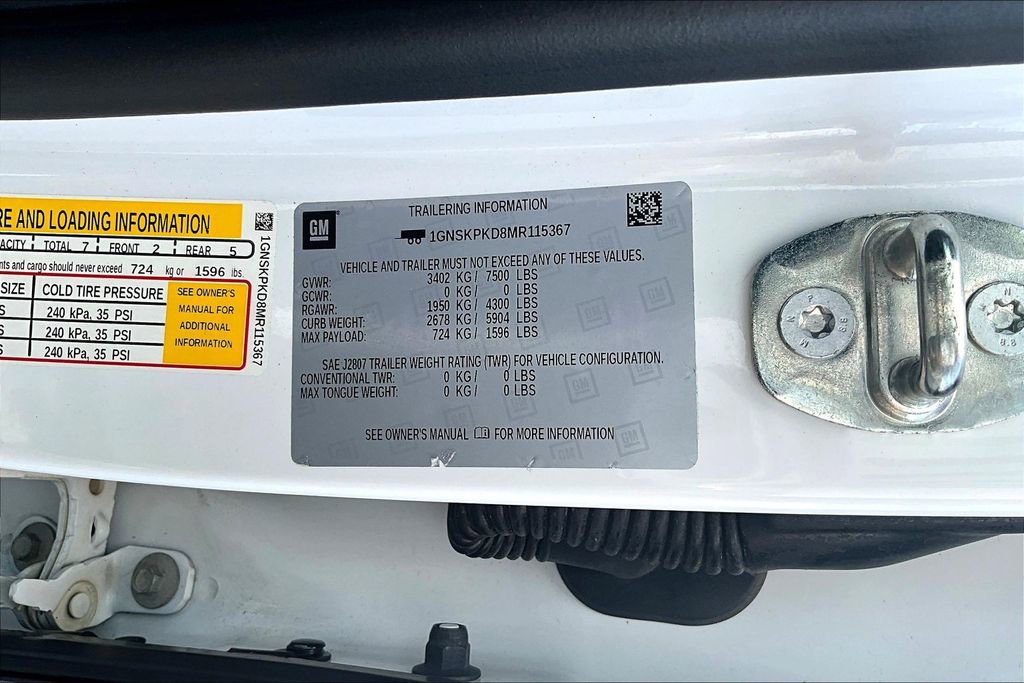 RE AND LOADING INFORMATION
ACITY TOTAL 7 FRONT 2 REAR 5
nts and cargo should never exceed 724 kg or 1596 lbs.
SIZE COLD TIRE PRESSURE
S 240 kPa, 35 PSI
S 240 kPa, 35 PSI
S 240 kPa, 35 PSI
SEE OWNER'S
MANUAL FOR
ADDITIONAL
INFORMATION
1GNSKPKD8MR115367
GM
TRAILERING INFORMATION
1GNSKPKD8MR115367
VEHICLE AND TRAILER MUST NOT EXCEED ANY OF THESE VALUES.
GVWR: 3402 KG / 7500 LBS
GCWR: 0 KG / 0 LBS
RGAWR: 1950 KG / 4300 LBS
CURB WEIGHT: 2678 KG / 5904 LBS
MAX PAYLOAD: 724 KG / 1596 LBS
SAE J2807 TRAILER WEIGHT RATING (TWR) FOR VEHICLE CONFIGURATION.
CONVENTIONAL TWR: 0 KG / 0 LBS
MAX TONGUE WEIGHT: 0 KG / 0 LBS
SEE OWNER'S MANUAL FOR MORE INFORMATION